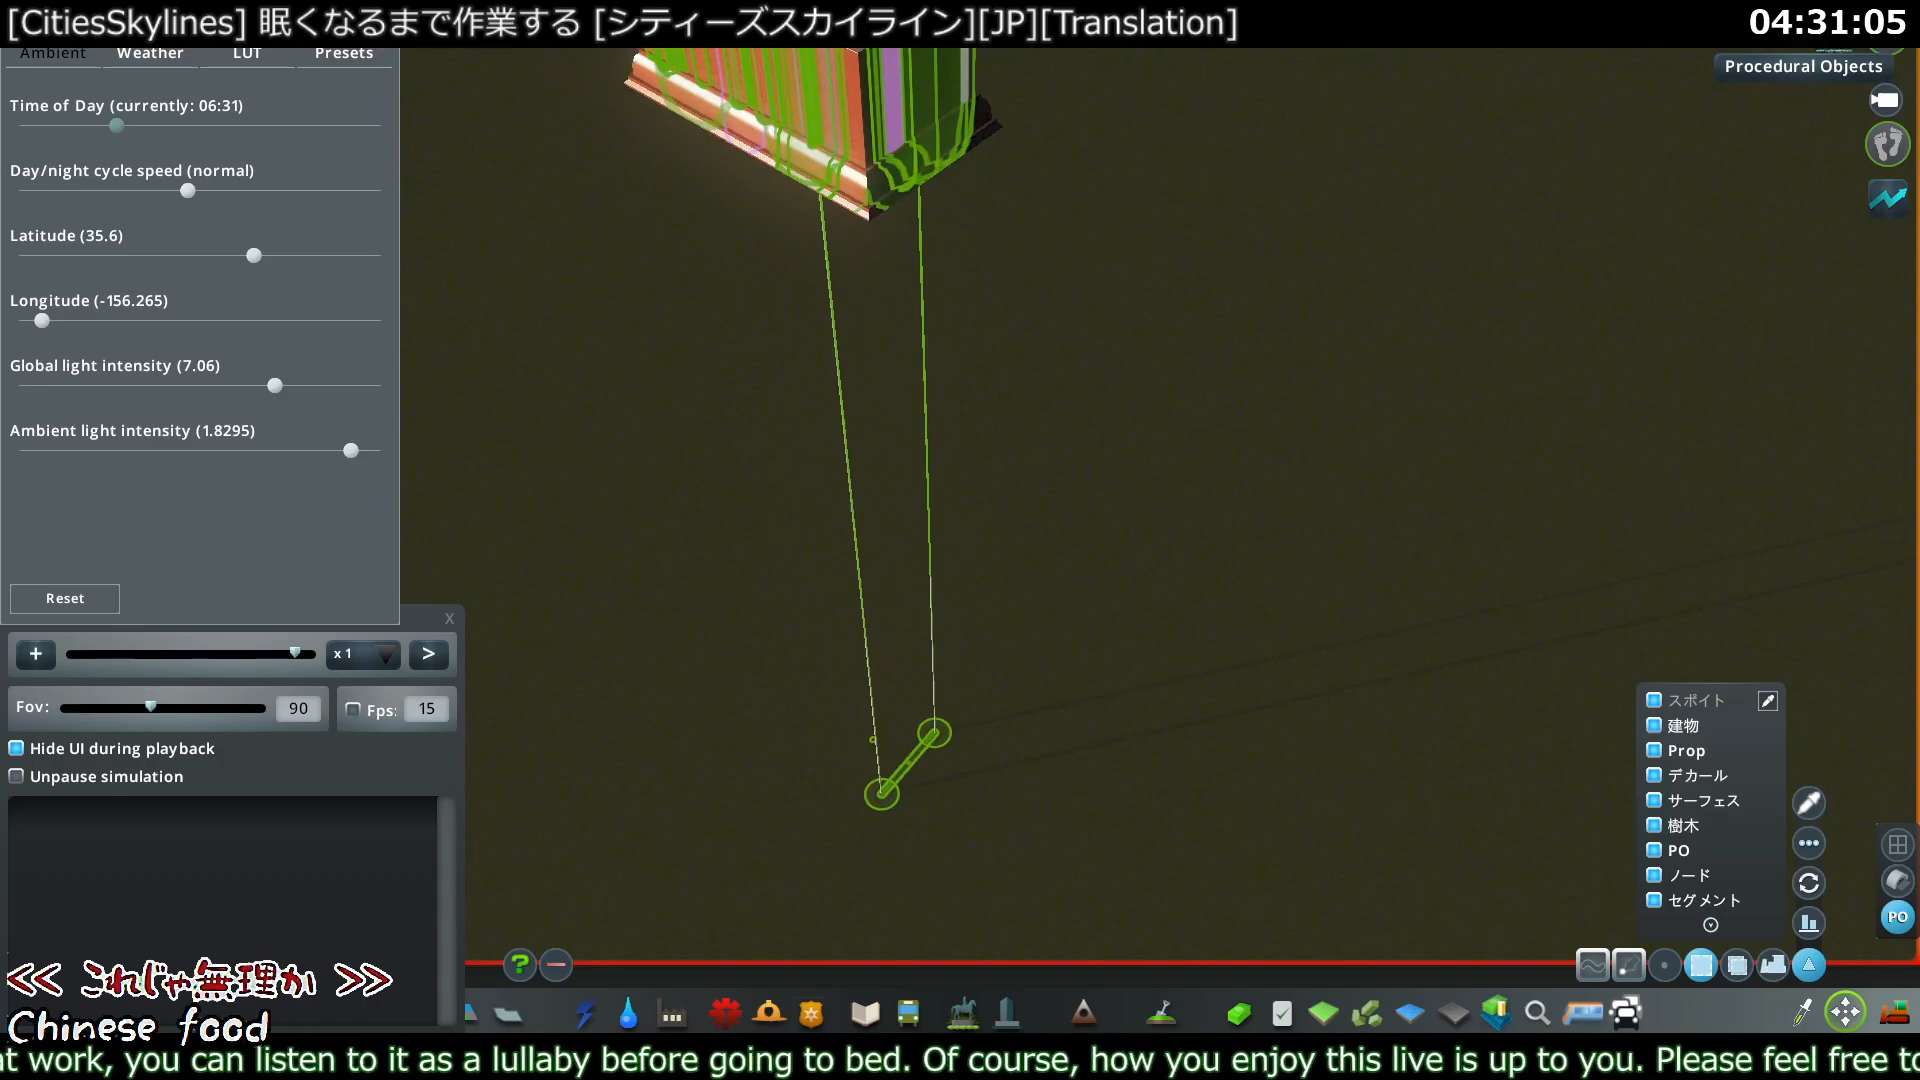 [CitiesSkylines] 眠くなるまで作業する [シティーズスカイライン][JP][Translation]
04:31:05
Ambient Weather LUT Presets
Procedural Objects
Time of Day (currently: 06:31)
Day/night cycle speed (normal)
Latitude (35.6)
Longitude (-156.265)
Global light intensity (7.06)
Ambient light intensity (1.8295)
Reset
x
+ x 1 >
Fov: 90 Fps: 15
Hide UI during playback
Unpause simulation
スポイト
建物
Prop
デカール
サーフェス
樹木
PO
ノード
セグメント
PO
?
<< これじゃ無理か >>
Chinese food
at work, you can listen to it as a lullaby before going to bed. Of course, how you enjoy this live is up to you. Please feel free to